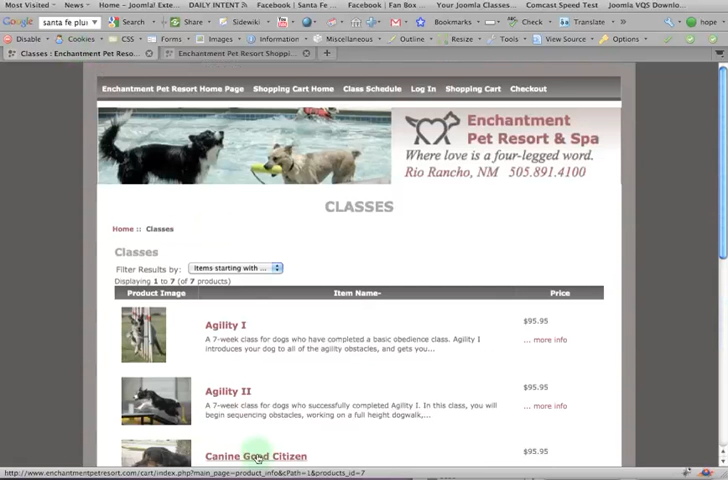 Most Visited
Home – Joomla! Exte...
DAILY INTENT
Facebook | Santa Fe
Facebook | Fan Box
Your Joomla Classes
Comcast Speed Test
Joomla VQS Downlo...
Google
santa fe plus
Search
Share
Sidewiki
Bookmarks
Check
Translate
hope
Disable
Cookies
CSS
Forms
Images
Information
Miscellaneous
Outline
Resize
Tools
View Source
Options
Classes : Enchantment Pet Reso...
Enchantment Pet Resort Shoppi...
Enchantment Pet Resort Home Page
Shopping Cart Home
Class Schedule
Log In
Shopping Cart
Checkout
Enchantment
Pet Resort & Spa
Where love is a four-legged word.
Rio Rancho, NM 505.891.4100
CLASSES
Home :: Classes
Classes
Filter Results by: Items starting with ...
Displaying 1 to 7 (of 7 products)
Product Image
Item Name-
Price
Agility I
$95.95
A 7-week class for dogs who have completed a basic obedience class. Agility I
introduces your dog to all of the agility obstacles, and gets you...
... more info
Agility II
$95.95
A 7-week class for dogs who successfully completed Agility I. In this class, you will
begin sequencing obstacles, working on a full height dogwalk,...
... more info
Canine Good Citizen
$95.95
http://www.enchantmentpetresort.com/cart/index.php?main_page=product_info&cPath=1&products_id=7